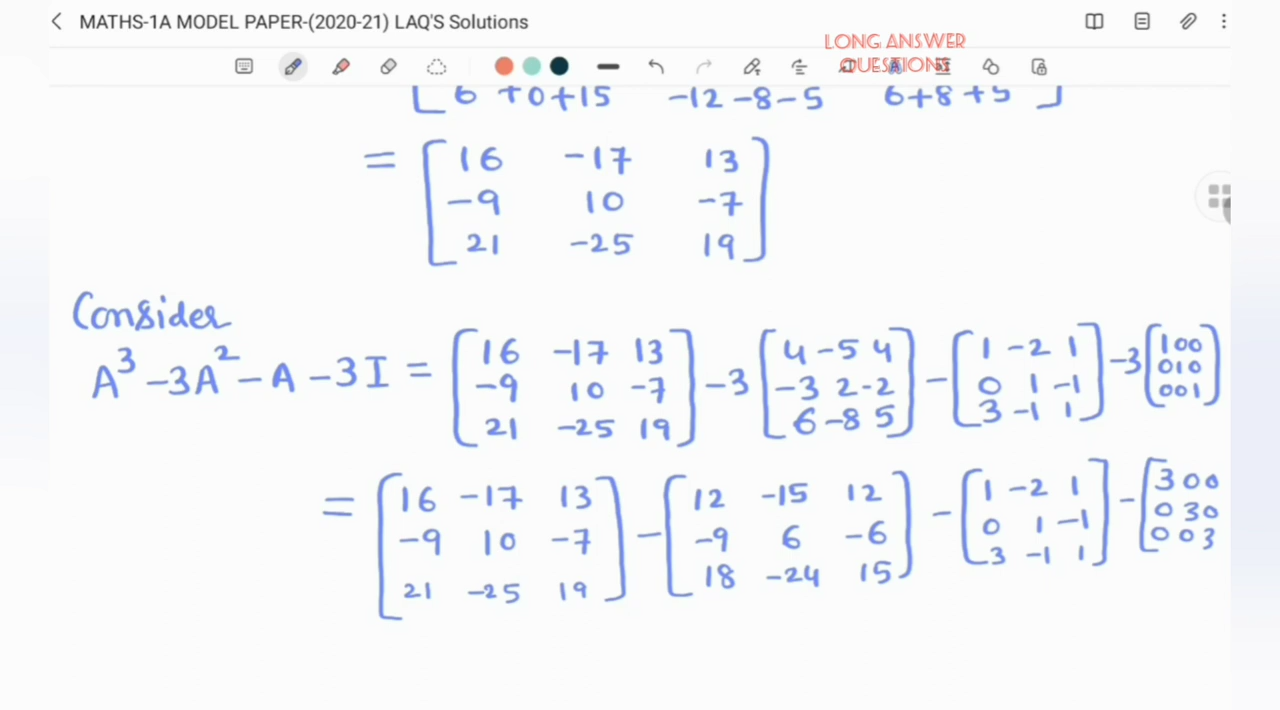 MATHS-1A MODEL PAPER-(2020-21) LAQ'S Solutions
LONG ANSWER
QUESTIONS
[ 6 +0+15 -12-8-5 6+8+5 ]
= [ 16 -17 13
-9 10 -7
21 -25 19 ]
Consider
A³ -3A² -A -3I = [ 16 -17 13 ] -3 [ 4 -5 4 ] - [ 1 -2 1 ] -3 [ 1 0 0 ]
-9 10 -7 -3 2 -2 0 1 -1 0 1 0
21 -25 19 6 -8 5 3 -1 1 0 0 1
= [ 16 -17 13 ] - [ 12 -15 12 ] - [ 1 -2 1 ] - [ 3 0 0 ]
-9 10 -7 -9 6 -6 0 1 -1 0 3 0
21 -25 19 18 -24 15 3 -1 1 0 0 3